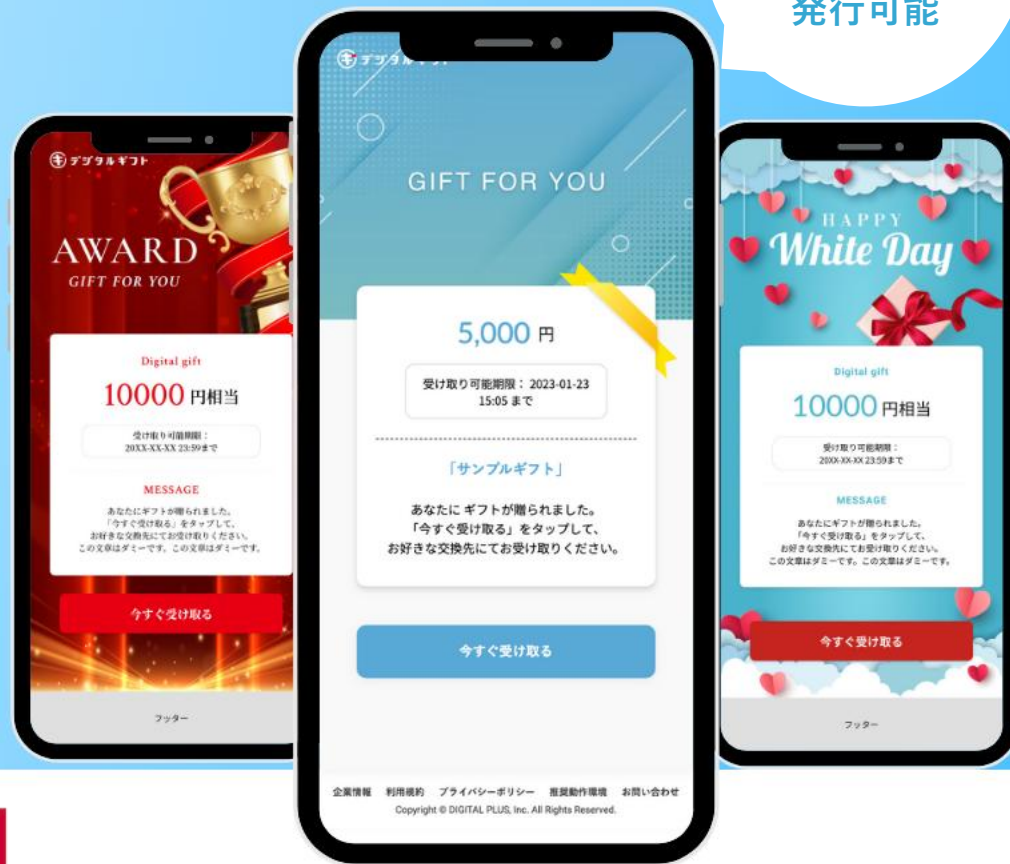 発行可能
デジタルギフト
AWARD
GIFT FOR YOU
Digital gift
10000 円相当
受け取り可能期限：
20XX-XX-XX 23:59まで
MESSAGE
あなたにギフトが贈られました。
「今すぐ受け取る」をタップして、
お好きな交換先にてお受け取りください。
この文章はダミーです。この文章はダミーです。
今すぐ受け取る
フッター
GIFT FOR YOU
5,000 円
受け取り可能期限： 2023-01-23
15:05 まで
「サンプルギフト」
あなたに ギフトが贈られました。
「今すぐ受け取る」をタップして、
お好きな交換先にてお受け取りください。
今すぐ受け取る
企業情報 利用規約 プライバシーポリシー 推奨動作環境 お問い合わせ
Copyright © DIGITAL PLUS, Inc. All Rights Reserved.
HAPPY
White Day
Digital gift
10000 円相当
受け取り可能期限：
20XX-XX-XX 23:59まで
MESSAGE
あなたにギフトが贈られました。
「今すぐ受け取る」をタップして、
お好きな交換先にてお受け取りください。
この文章はダミーです。この文章はダミーです。
今すぐ受け取る
フッター